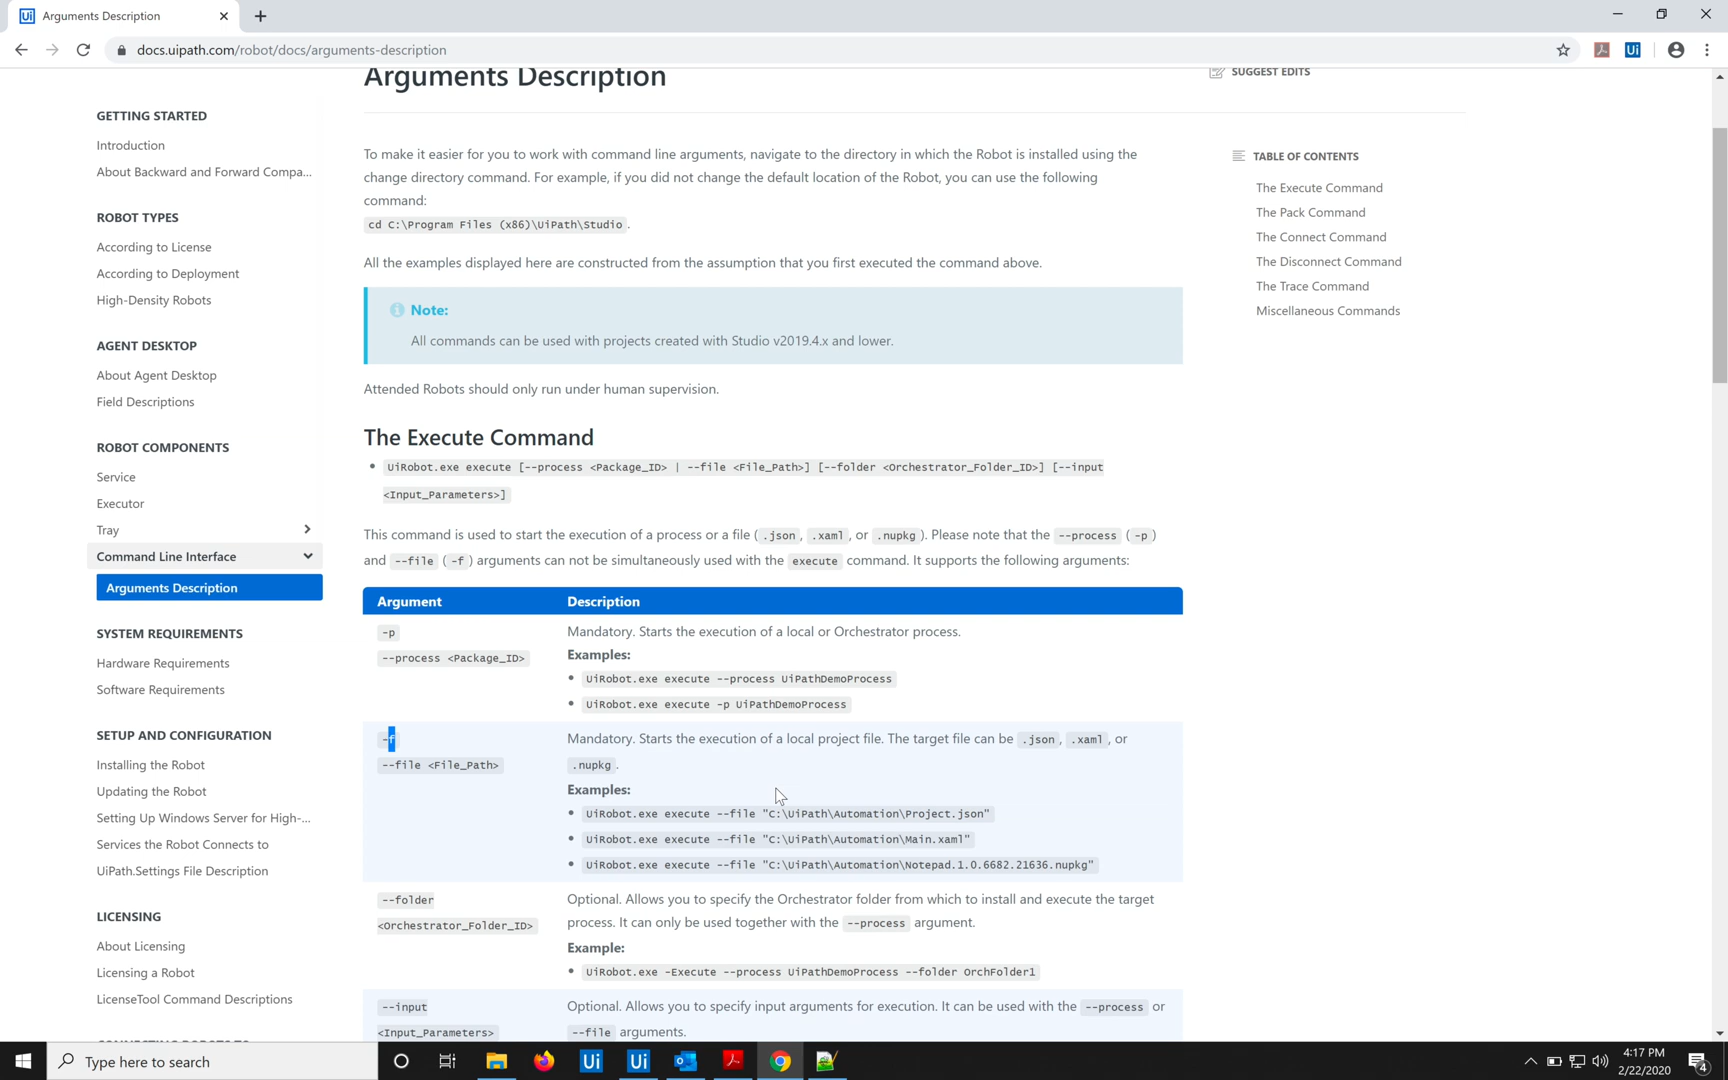 Arguments Description
docs.uipath.com/robot/docs/arguments-description
Arguments Description
SUGGEST EDITS
GETTING STARTED
Introduction
About Backward and Forward Compa...
ROBOT TYPES
According to License
According to Deployment
High-Density Robots
AGENT DESKTOP
About Agent Desktop
Field Descriptions
ROBOT COMPONENTS
Service
Executor
Tray
Command Line Interface
Arguments Description
SYSTEM REQUIREMENTS
Hardware Requirements
Software Requirements
SETUP AND CONFIGURATION
Installing the Robot
Updating the Robot
Setting Up Windows Server for High-...
Services the Robot Connects to
UiPath.Settings File Description
LICENSING
About Licensing
Licensing a Robot
LicenseTool Command Descriptions
To make it easier for you to work with command line arguments, navigate to the directory in which the Robot is installed using the
change directory command. For example, if you did not change the default location of the Robot, you can use the following
command:
cd C:\Program Files (x86)\UiPath\Studio .
All the examples displayed here are constructed from the assumption that you first executed the command above.
Note:
All commands can be used with projects created with Studio v2019.4.x and lower.
Attended Robots should only run under human supervision.
The Execute Command
• UiRobot.exe execute [--process <Package_ID> | --file <File_Path>] [--folder <Orchestrator_Folder_ID>] [--input
<Input_Parameters>]
This command is used to start the execution of a process or a file ( .json, .xaml, or .nupkg). Please note that the --process ( -p )
and --file ( -f ) arguments can not be simultaneously used with the execute command. It supports the following arguments:
Argument Description
-p
--process <Package_ID>
Mandatory. Starts the execution of a local or Orchestrator process.
Examples:
• UiRobot.exe execute --process UiPathDemoProcess
• UiRobot.exe execute -p UiPathDemoProcess
-f
--file <File_Path>
Mandatory. Starts the execution of a local project file. The target file can be .json, .xaml, or
.nupkg.
Examples:
• UiRobot.exe execute --file "C:\UiPath\Automation\Project.json"
• UiRobot.exe execute --file "C:\UiPath\Automation\Main.xaml"
• UiRobot.exe execute --file "C:\UiPath\Automation\Notepad.1.0.6682.21636.nupkg"
--folder
<Orchestrator_Folder_ID>
Optional. Allows you to specify the Orchestrator folder from which to install and execute the target
process. It can only be used together with the --process argument.
Example:
• UiRobot.exe -Execute --process UiPathDemoProcess --folder OrchFolder1
--input
<Input_Parameters>
Optional. Allows you to specify input arguments for execution. It can be used with the --process or
--file arguments.
TABLE OF CONTENTS
The Execute Command
The Pack Command
The Connect Command
The Disconnect Command
The Trace Command
Miscellaneous Commands
Type here to search
Ui
Ui
4:17 PM
2/22/2020
4